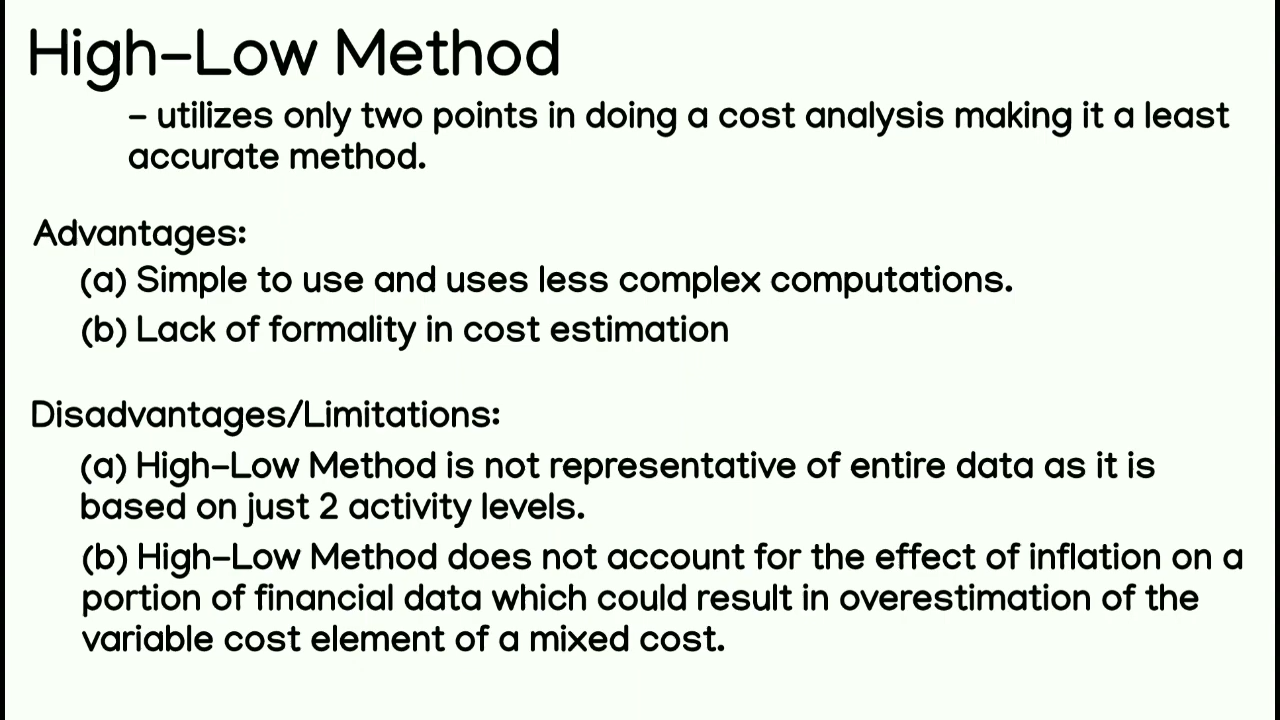 High-Low Method
- utilizes only two points in doing a cost analysis making it a least
accurate method.
Advantages:
(a) Simple to use and uses less complex computations.
(b) Lack of formality in cost estimation
Disadvantages/Limitations:
(a) High-Low Method is not representative of entire data as it is
based on just 2 activity levels.
(b) High-Low Method does not account for the effect of inflation on a
portion of financial data which could result in overestimation of the
variable cost element of a mixed cost.